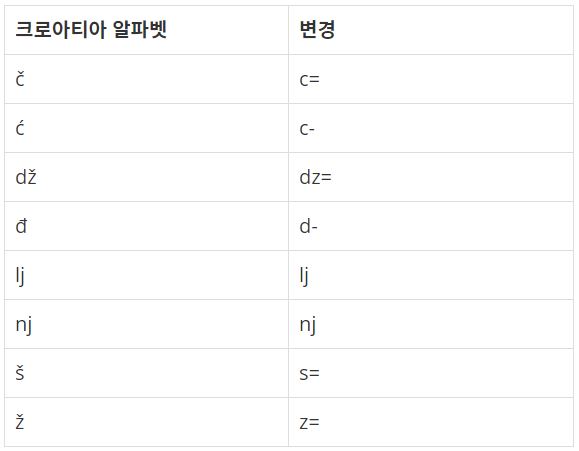 크로아티아 알파벳 변경
č c=
ć c-
dž dz=
đ d-
lj lj
nj nj
š s=
ž z=